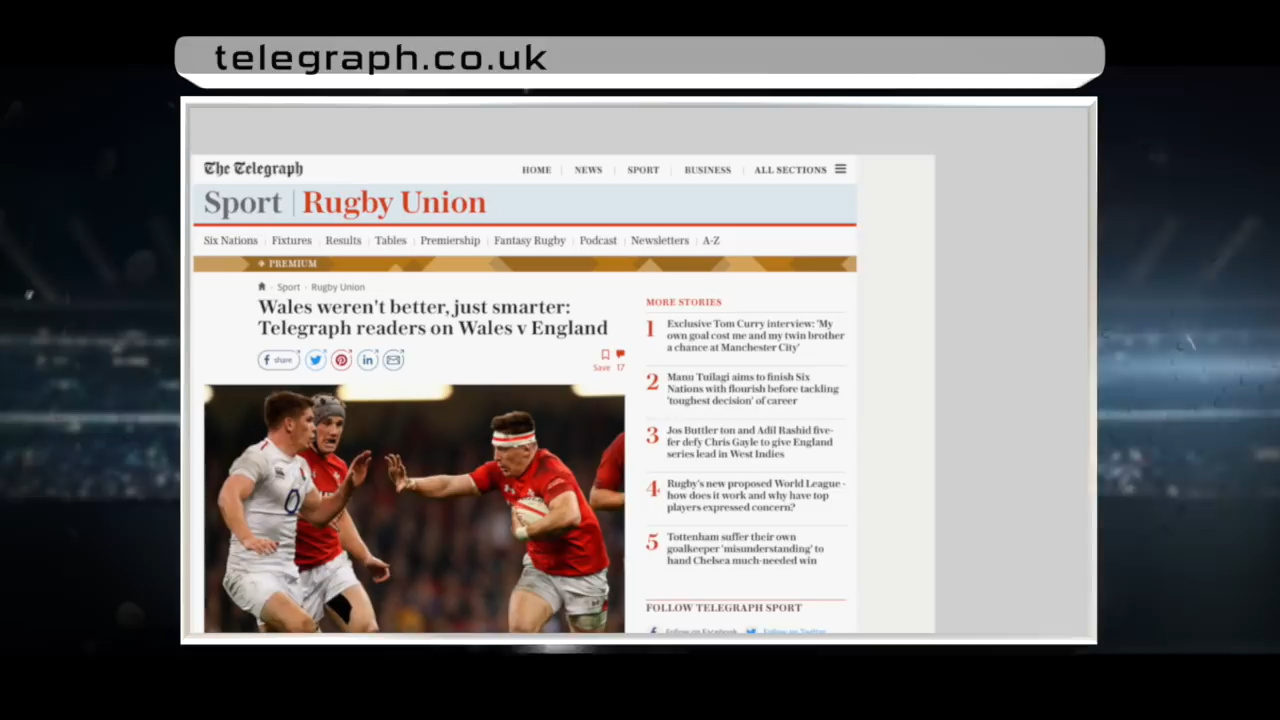 telegraph.co.uk
The Telegraph
HOME NEWS SPORT BUSINESS ALL SECTIONS
Sport Rugby Union
Six Nations Fixtures Results Tables Premiership Fantasy Rugby Podcast Newsletters A-Z
PREMIUM
Sport Rugby Union
Wales weren't better, just smarter:
Telegraph readers on Wales v England
share
Save 17
MORE STORIES
1 Exclusive Tom Curry interview: 'My
own goal cost me and my twin brother
a chance at Manchester City'
2 Manu Tuilagi aims to finish Six
Nations with flourish before tackling
'toughest decision' of career
3 Jos Buttler ton and Adil Rashid five-
fer defy Chris Gayle to give England
series lead in West Indies
4 Rugby's new proposed World League -
how does it work and why have top
players expressed concern?
5 Tottenham suffer their own
goalkeeper 'misunderstanding' to
hand Chelsea much-needed win
FOLLOW TELEGRAPH SPORT
Follow on Facebook Follow on Twitter